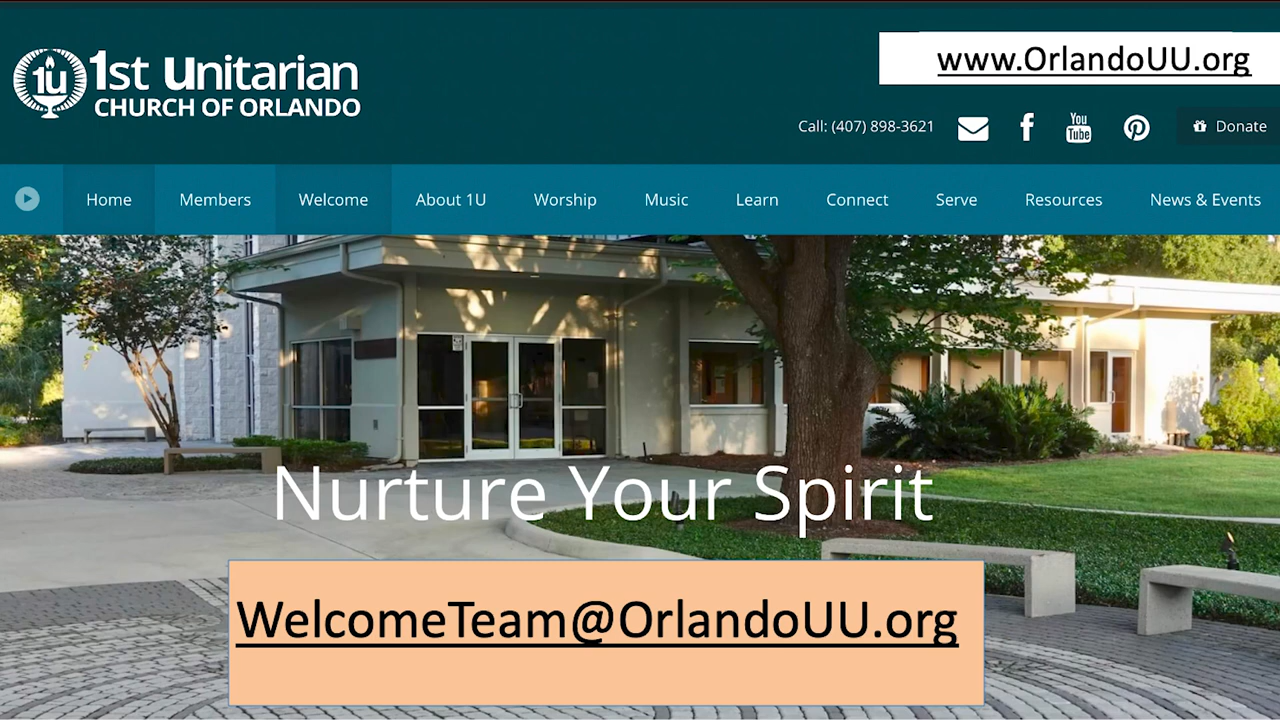 1U 1st Unitarian
CHURCH OF ORLANDO
www.OrlandoUU.org
Call: (407) 898-3621
You
Tube
Donate
Home
Members
Welcome
About 1U
Worship
Music
Learn
Connect
Serve
Resources
News & Events
Nurture Your Spirit
WelcomeTeam@OrlandoUU.org